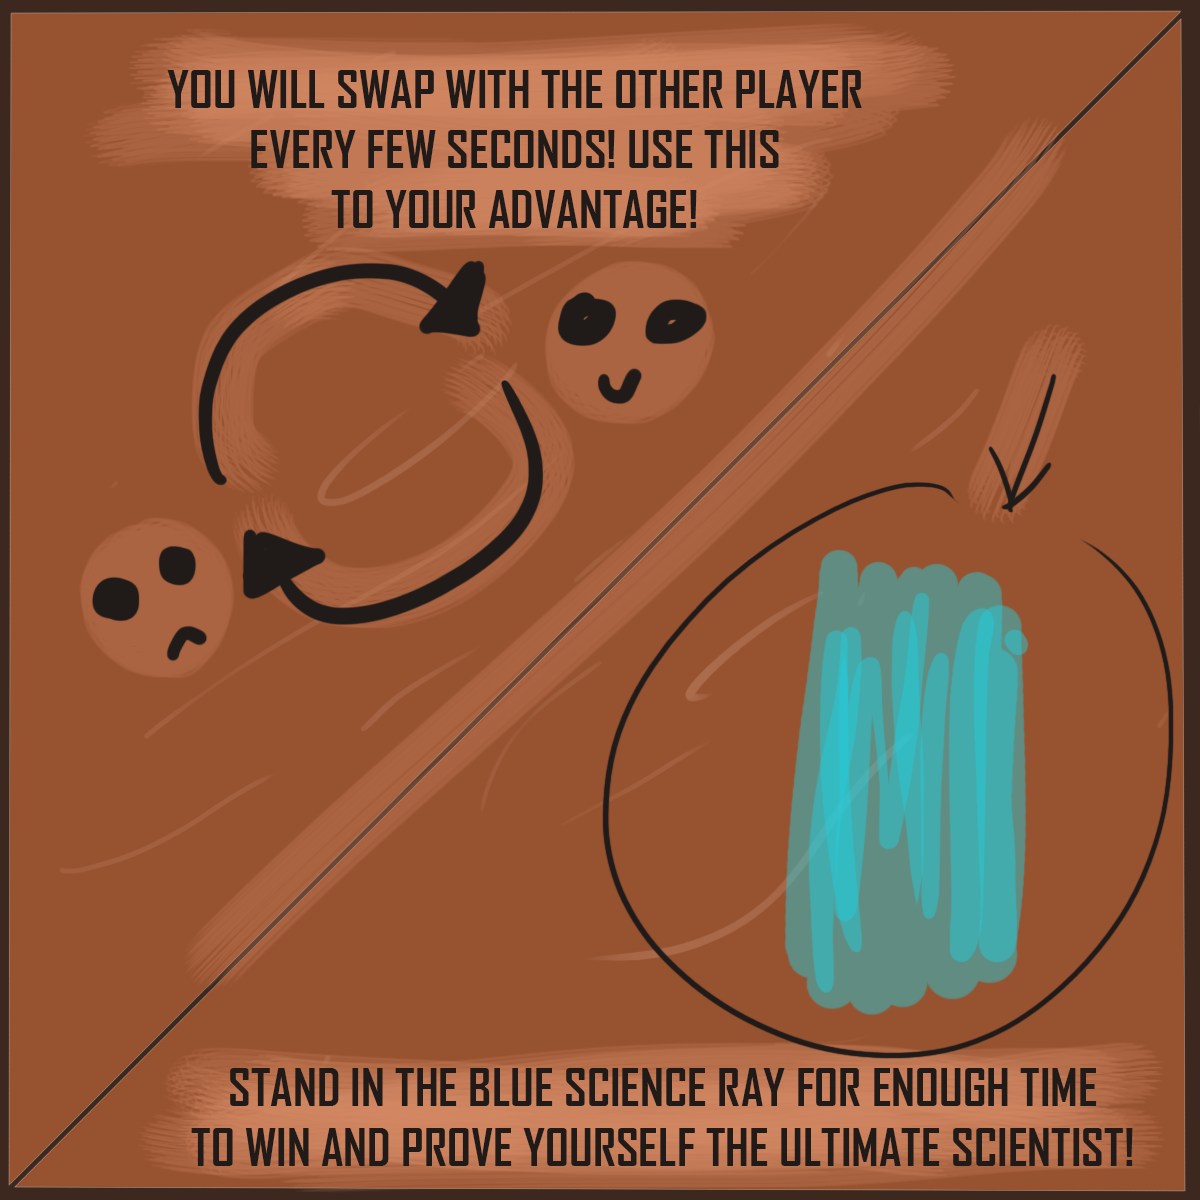 YOU WILL SWAP WITH THE OTHER PLAYER
EVERY FEW SECONDS! USE THIS
TO YOUR ADVANTAGE!
STAND IN THE BLUE SCIENCE RAY FOR ENOUGH TIME
TO WIN AND PROVE YOURSELF THE ULTIMATE SCIENTIST!